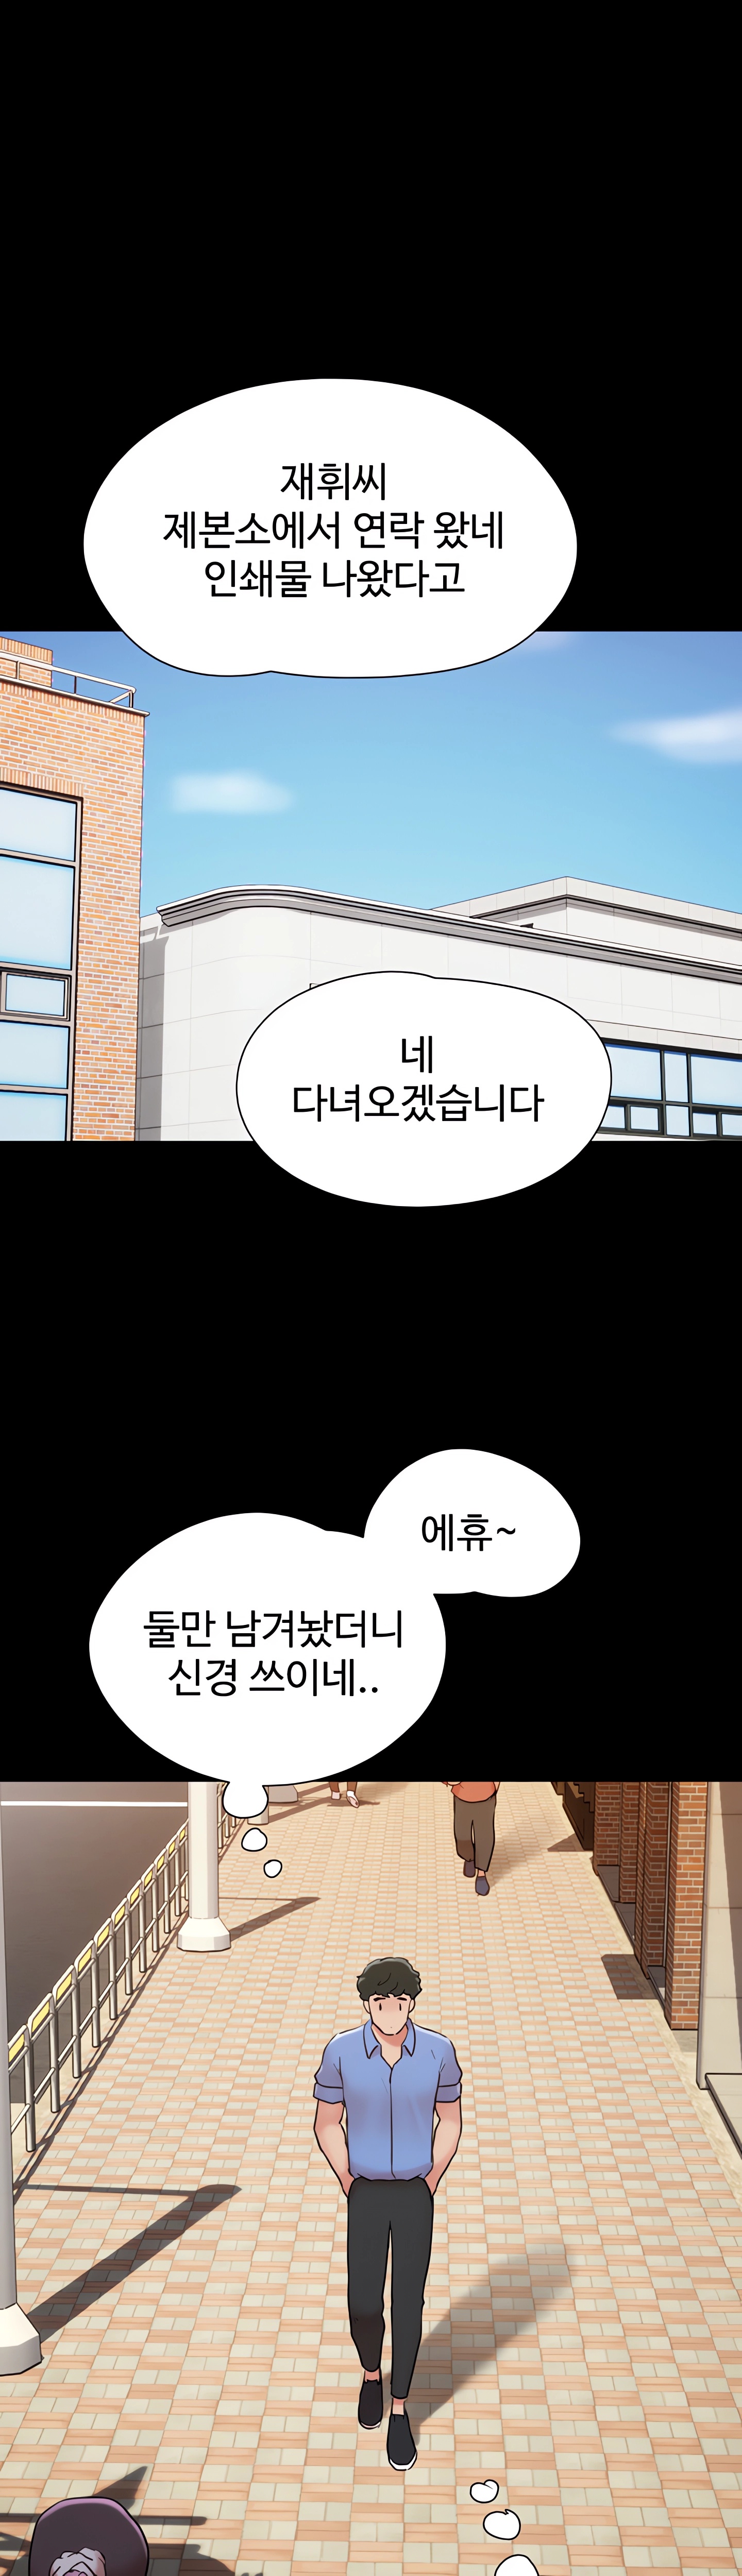 재휘씨
제본소에서 연락 왔네
인쇄물 나왔다고
네
다녀오겠습니다
에휴~
둘만 남겨놨더니
신경 쓰이네..